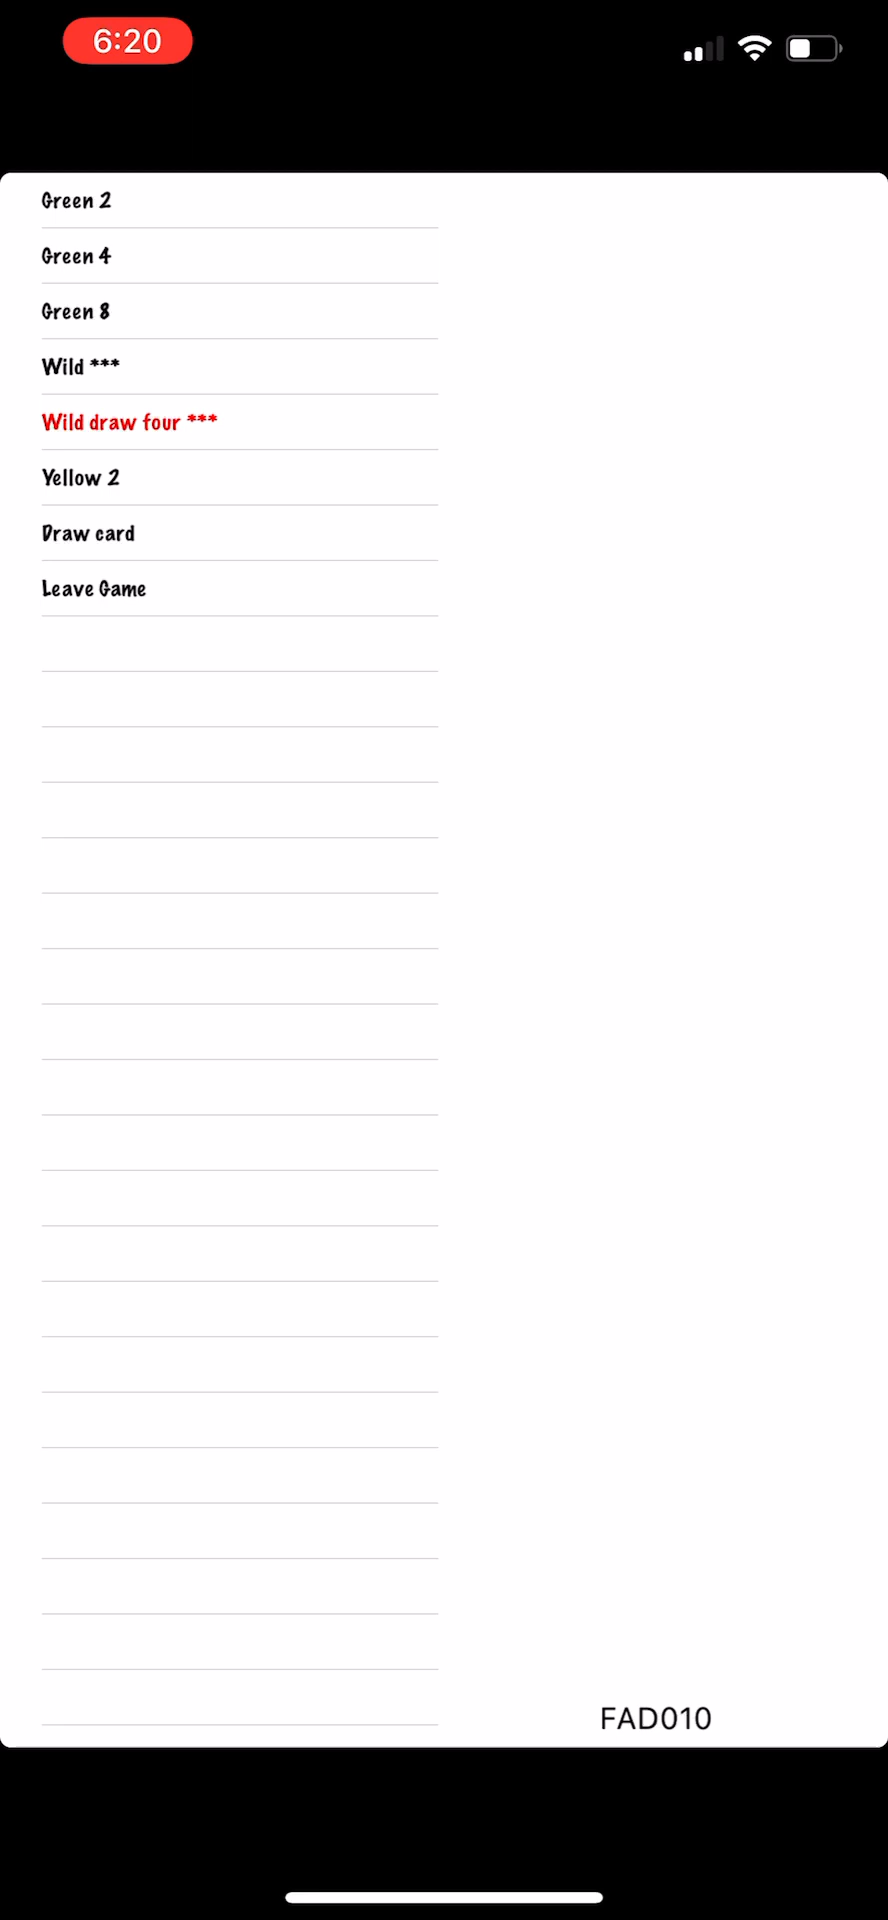 6:20
Green 2
Green 4
Green 8
Wild ***
Wild draw four ***
Yellow 2
Draw card
Leave Game
FAD010